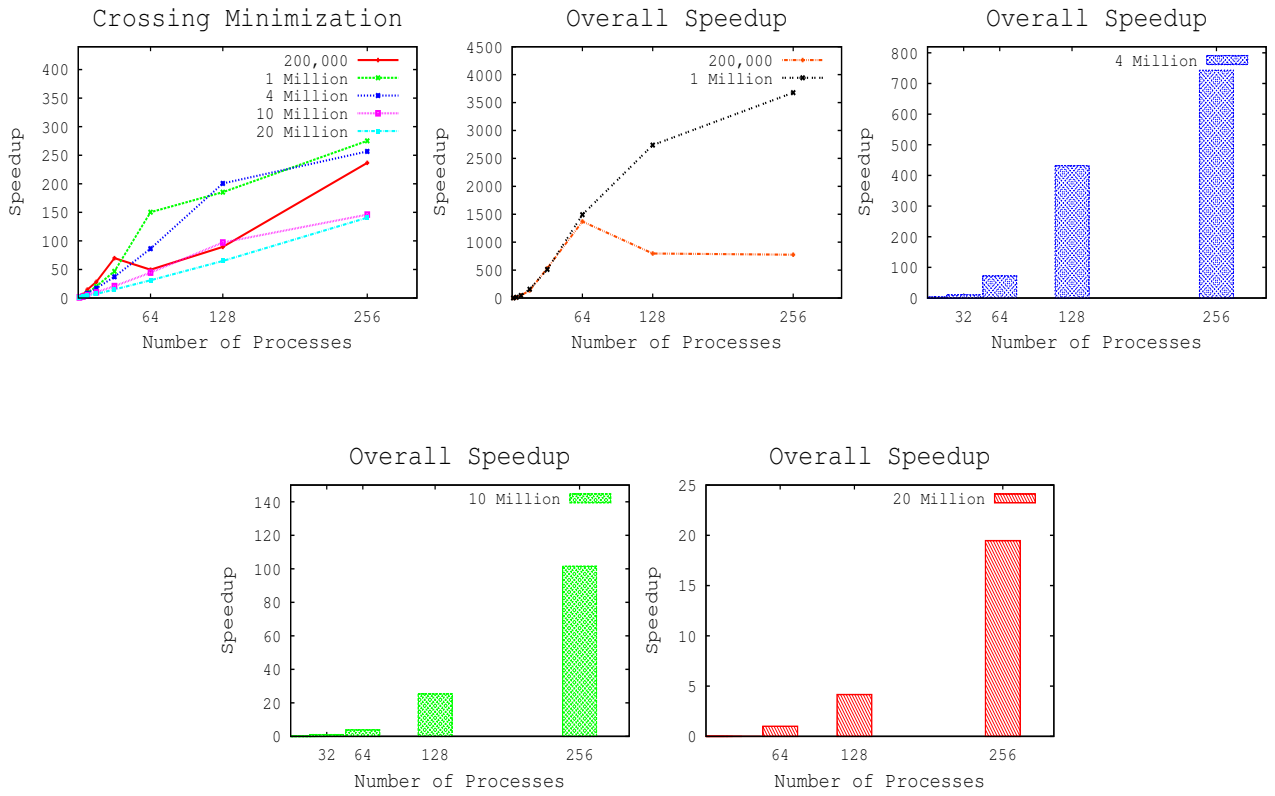 Crossing Minimization
Speedup
400
350
300
250
200
150
100
50
0
200,000
1 Million
4 Million
10 Million
20 Million
64 128 256
Number of Processes
Overall Speedup
Speedup
4500
4000
3500
3000
2500
2000
1500
1000
500
0
200,000
1 Million
64 128 256
Number of Processes
Overall Speedup
Speedup
800
700
600
500
400
300
200
100
0
4 Million
32 64 128 256
Number of Processes
Overall Speedup
Speedup
140
120
100
80
60
40
20
0
10 Million
32 64 128 256
Number of Processes
Overall Speedup
Speedup
25
20
15
10
5
0
20 Million
64 128 256
Number of Processes